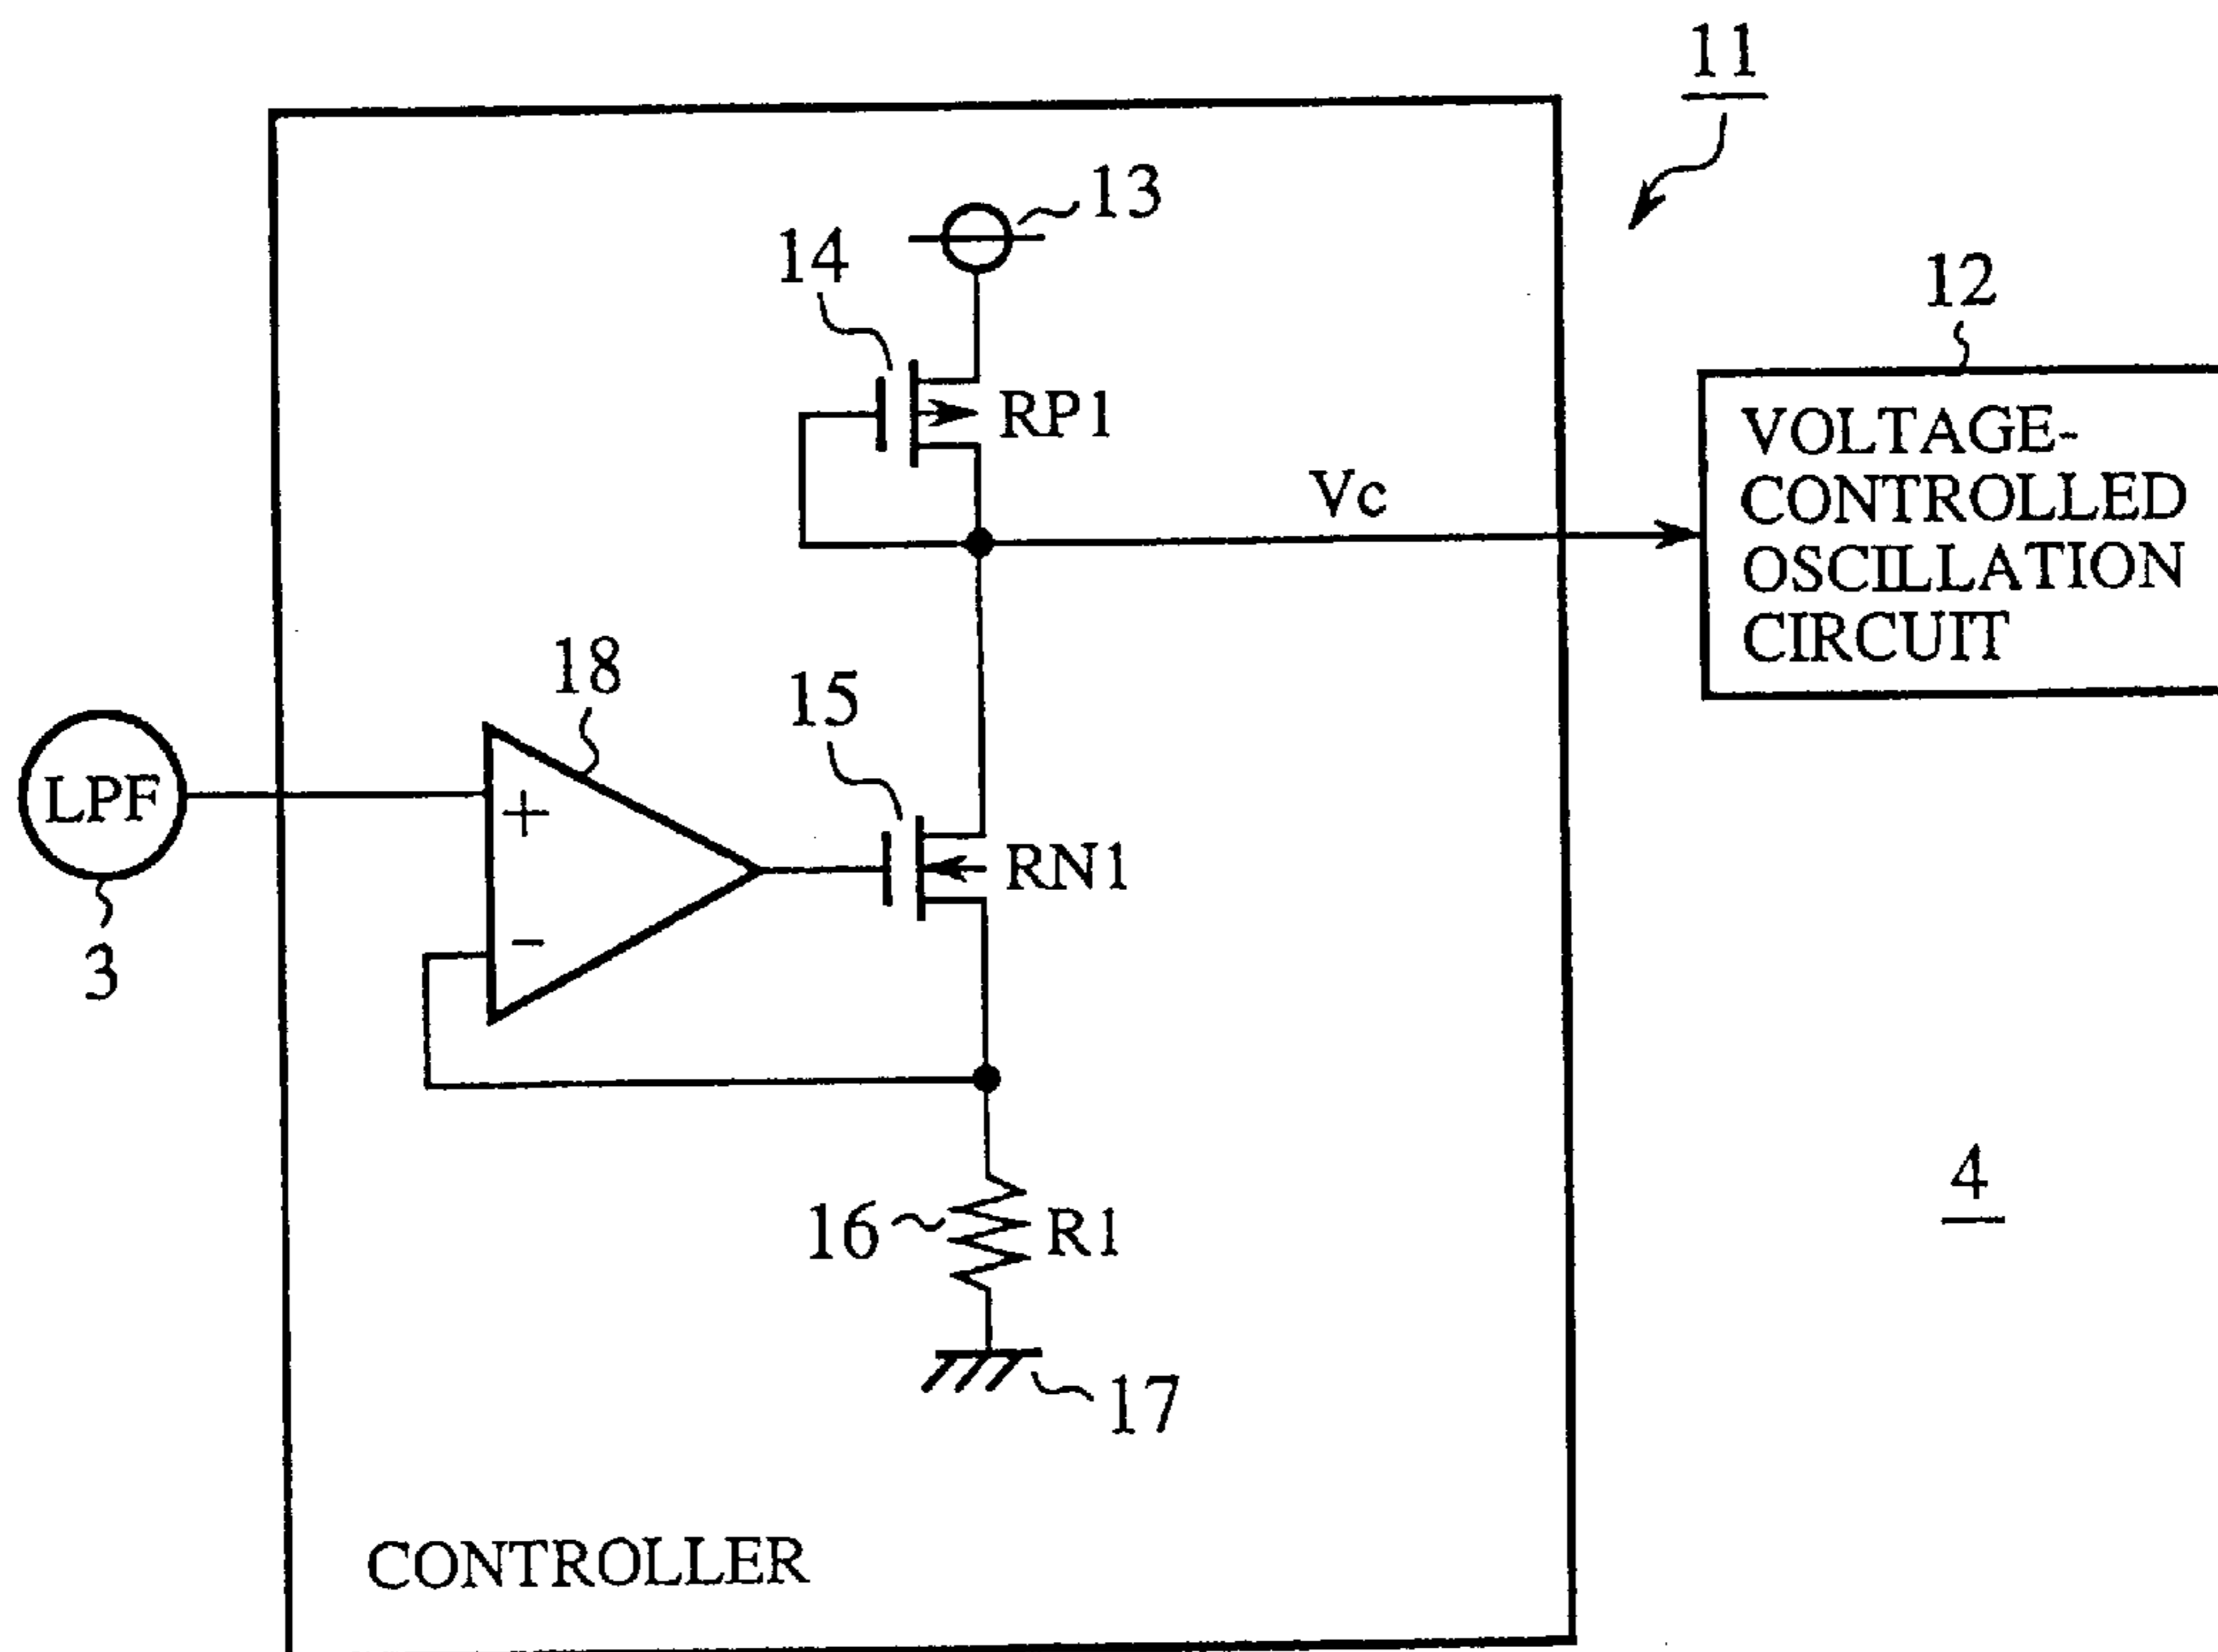 11
13
14
12
RP1
VOLTAGE-
CONTROLLED
OSCILLATION
CIRCUIT
Vc
18
15
LPF
+
RN1
−
3
4
16
R1
17
CONTROLLER